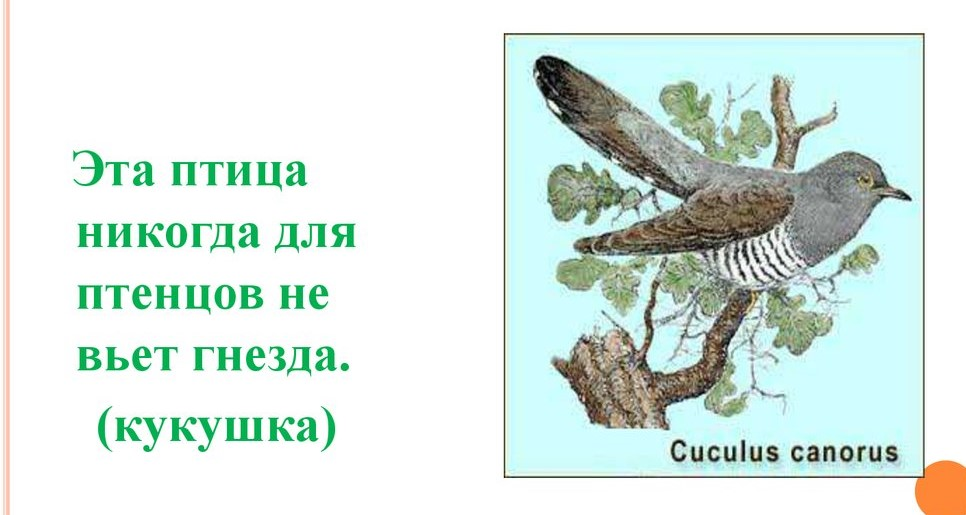 Эта птица
никогда для
птенцов не
вьет гнезда.
(кукушка)
Cuculus canorus